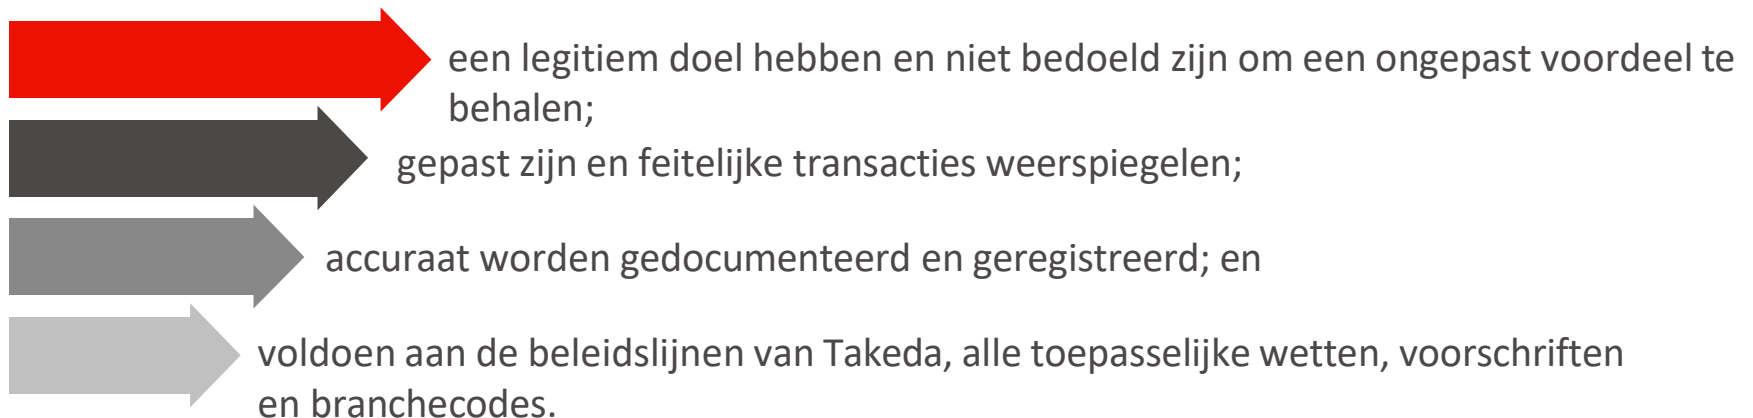 een legitiem doel hebben en niet bedoeld zijn om een ongepast voordeel te
behalen;
gepast zijn en feitelijke transacties weerspiegelen;
accuraat worden gedocumenteerd en geregistreerd; en
voldoen aan de beleidslijnen van Takeda, alle toepasselijke wetten, voorschriften
en branchecodes.